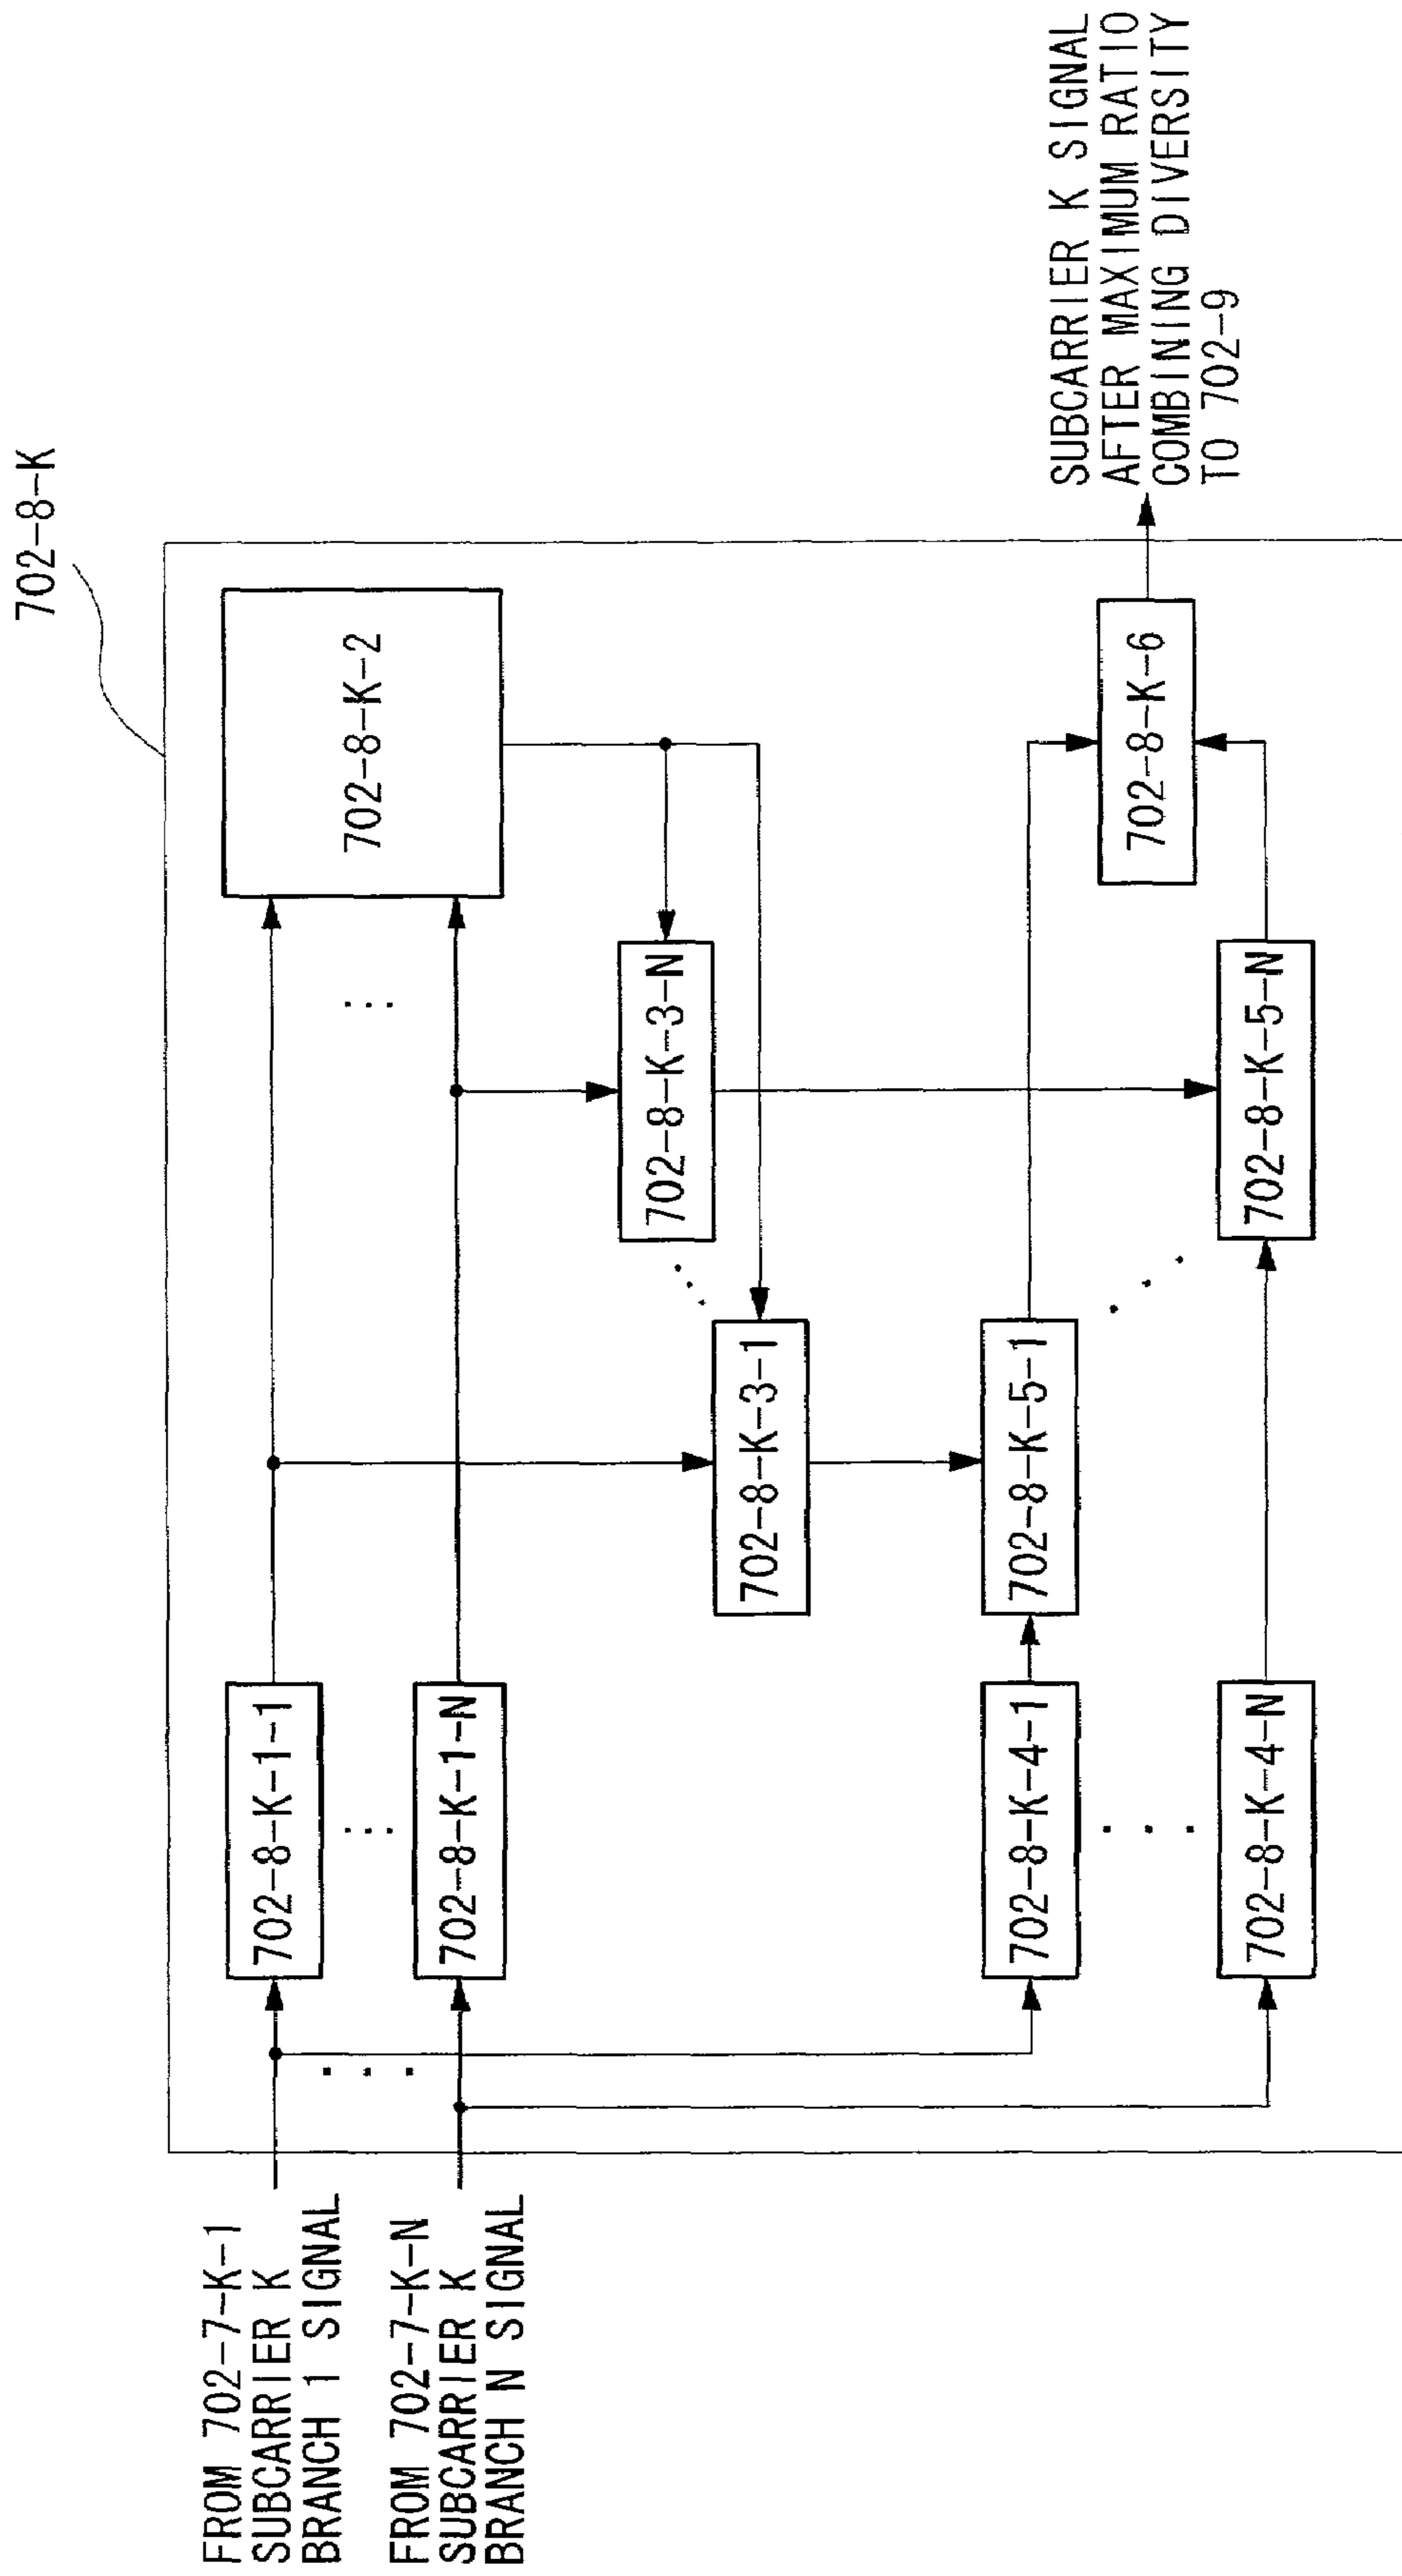 702-8-K
FROM 702-7-K-1
SUBCARRIER K
BRANCH 1 SIGNAL
FROM 702-7-K-N
SUBCARRIER K
BRANCH N SIGNAL
702-8-K-1-1
702-8-K-1-N
702-8-K-2
702-8-K-3-N
702-8-K-3-1
702-8-K-4-1
702-8-K-5-1
702-8-K-4-N
702-8-K-5-N
702-8-K-6
SUBCARRIER K SIGNAL
AFTER MAXIMUM RATIO
COMBINING DIVERSITY
TO 702-9